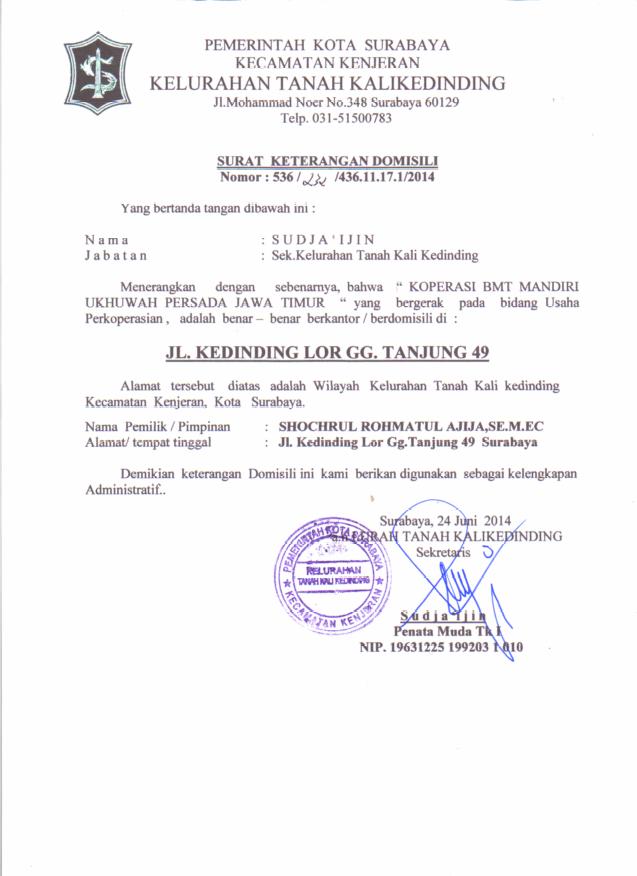 PEMERINTAH KOTA SURABAYA
KECAMATAN KENJERAN
KELURAHAN TANAH KALIKEDINDING
Jl.Mohammad Noer No.348 Surabaya 60129
Telp. 031-51500783
SURAT KETERANGAN DOMISILI
Nomor : 536 / /436.11.17.1/2014
Yang bertanda tangan dibawah ini :
N a m a : S U D J A ' I J I N
J a b a t a n : Sek.Kelurahan Tanah Kali Kedinding
Menerangkan dengan sebenarnya, bahwa “ KOPERASI BMT MANDIRI
UKHUWAH PERSADA JAWA TIMUR “ yang bergerak pada bidang Usaha
Perkoperasian , adalah benar – benar berkantor / berdomisili di :
JL. KEDINDING LOR GG. TANJUNG 49
Alamat tersebut diatas adalah Wilayah Kelurahan Tanah Kali kedinding
Kecamatan Kenjeran, Kota Surabaya.
Nama Pemilik / Pimpinan : SHOCHRUL ROHMATUL AJIJA,SE.M.EC
Alamat/ tempat tinggal : Jl. Kedinding Lor Gg.Tanjung 49 Surabaya
Demikian keterangan Domisili ini kami berikan digunakan sebagai kelengkapan
Administratif..
Surabaya, 24 Juni 2014
a.n LURAH TANAH KALIKEDINDING
Sekretaris
PEMERINTAH KOTA SURABAYA
KELURAHAN
TANAH KALI KEDINDING
KECAMATAN KENJERAN
S u d j a ' i j i n
Penata Muda Tk I
NIP. 19631225 199203 1 010